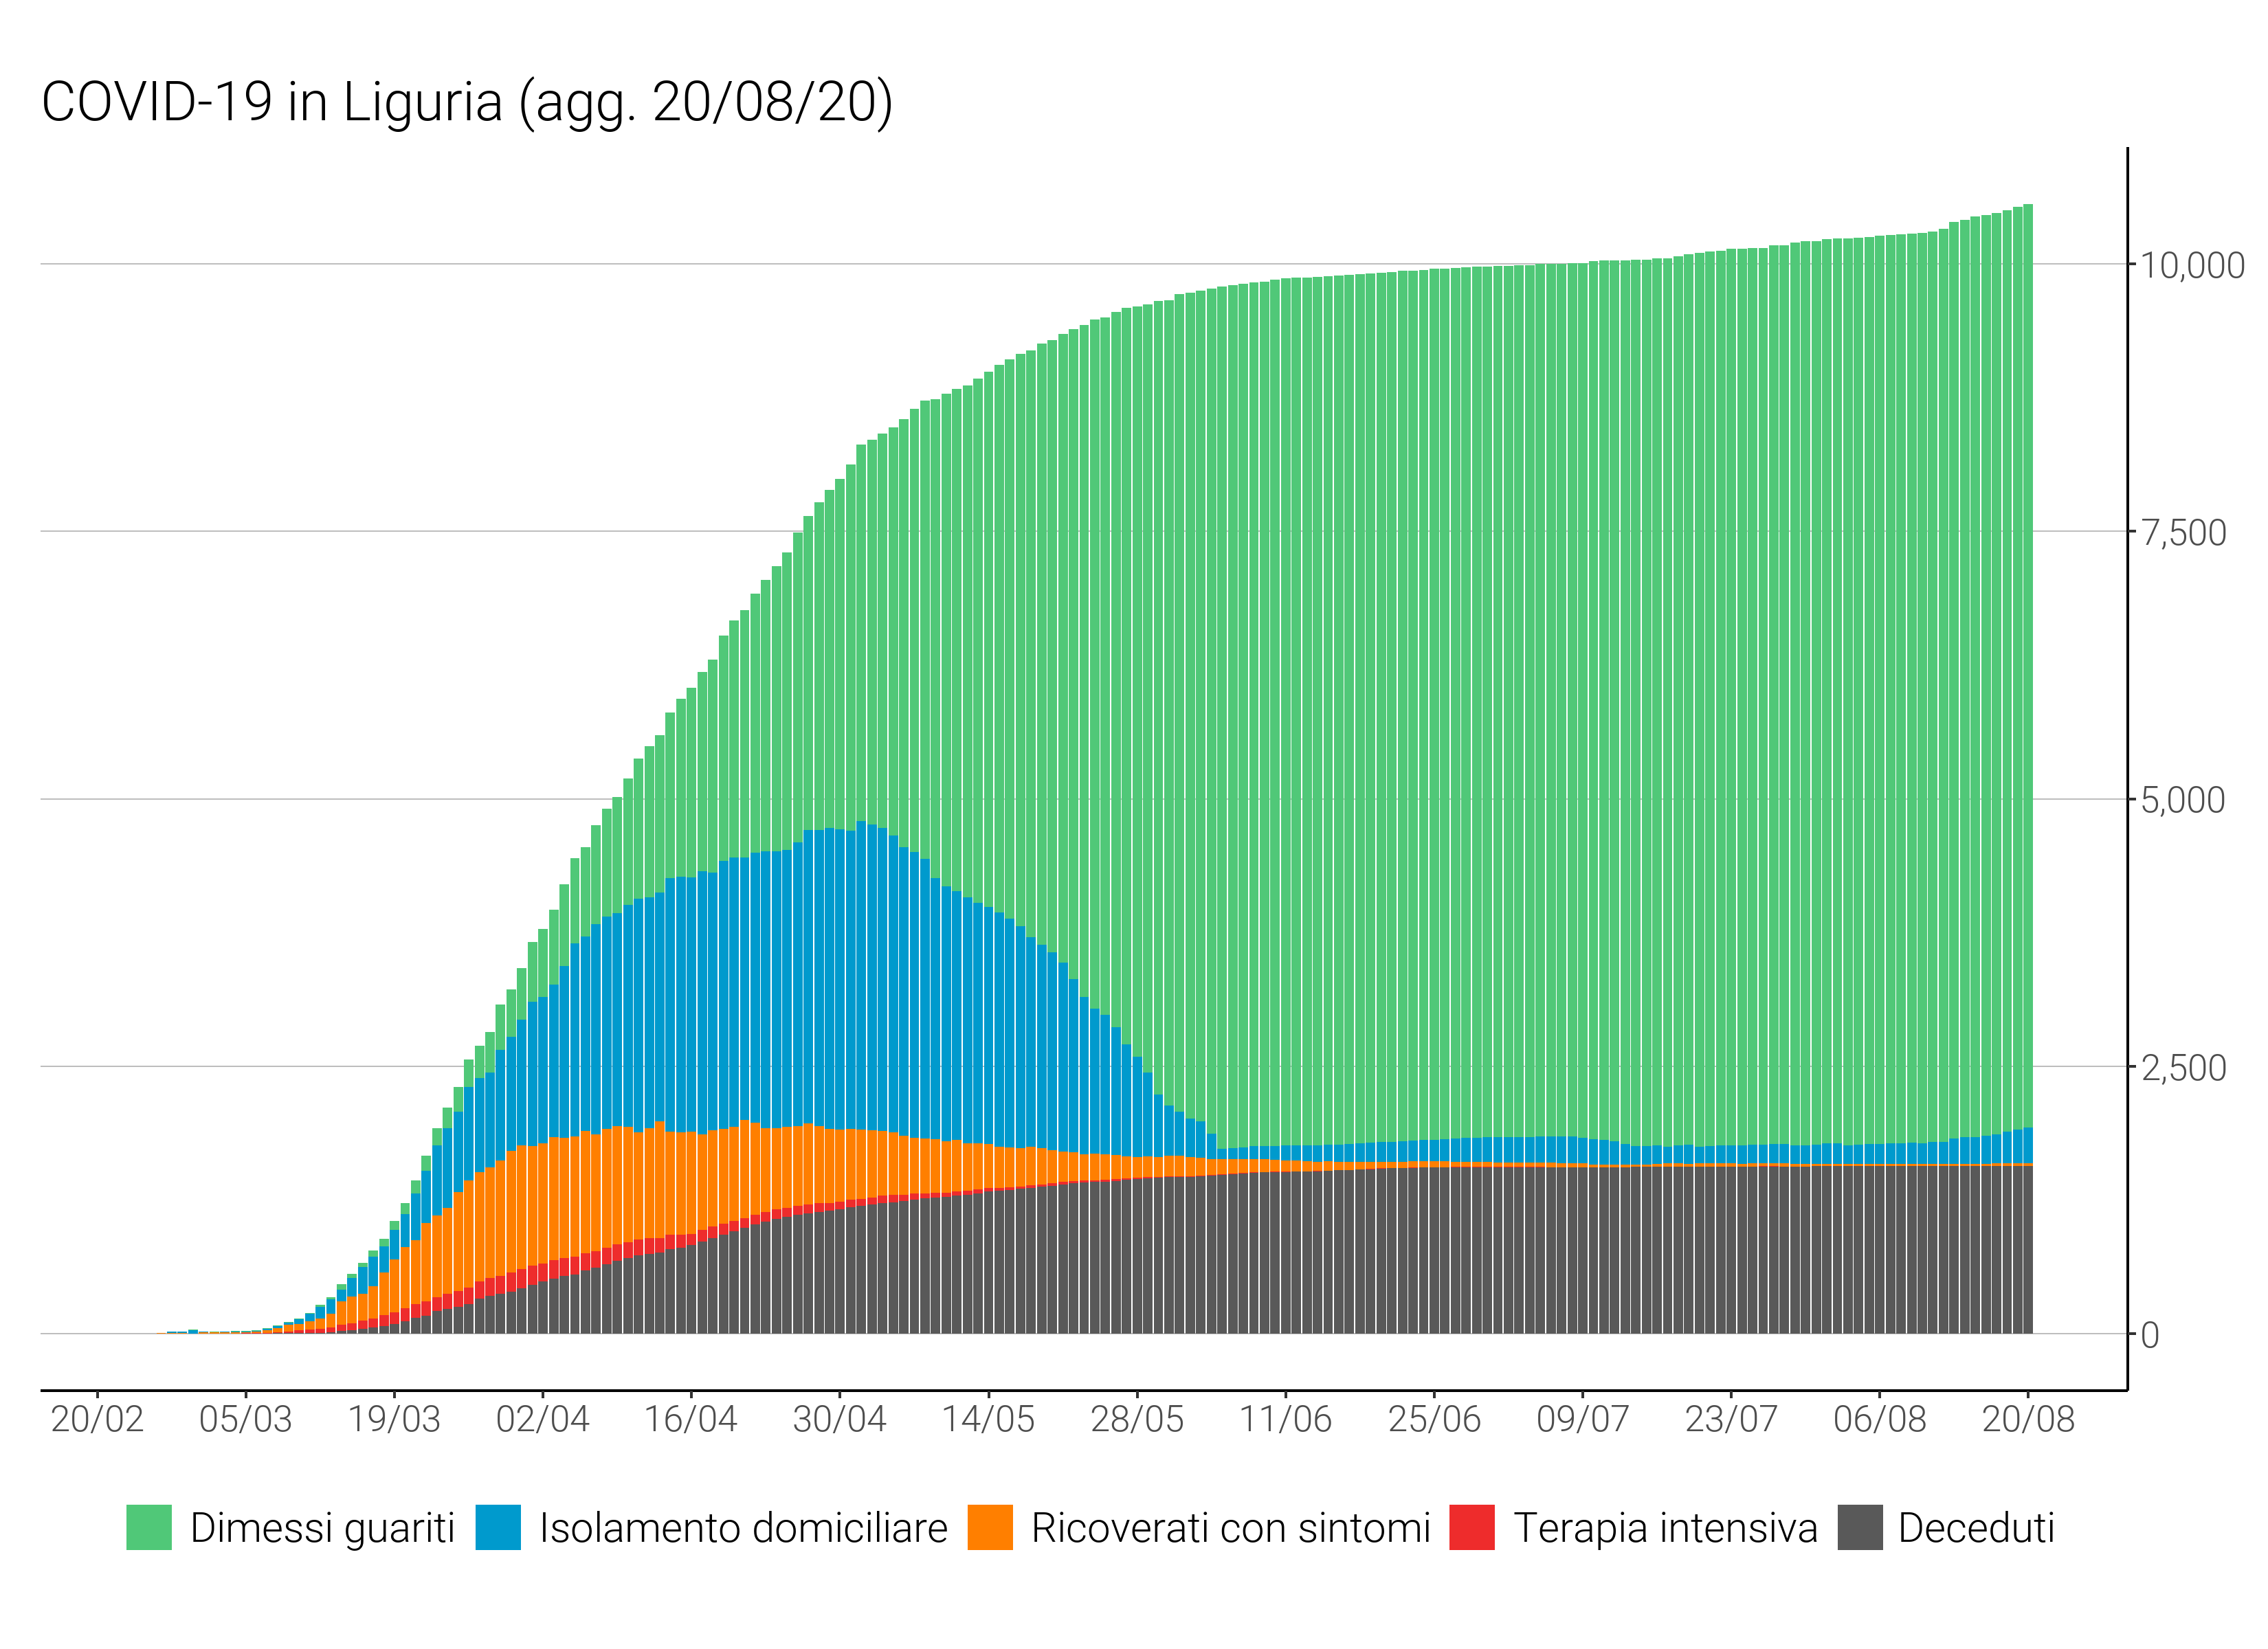 COVID-19 in Liguria (agg. 20/08/20)
10,000
7,500
5,000
2,500
0
20/02 05/03 19/03 02/04 16/04 30/04 14/05 28/05 11/06 25/06 09/07 23/07 06/08 20/08
Dimessi guariti Isolamento domiciliare Ricoverati con sintomi Terapia intensiva Deceduti